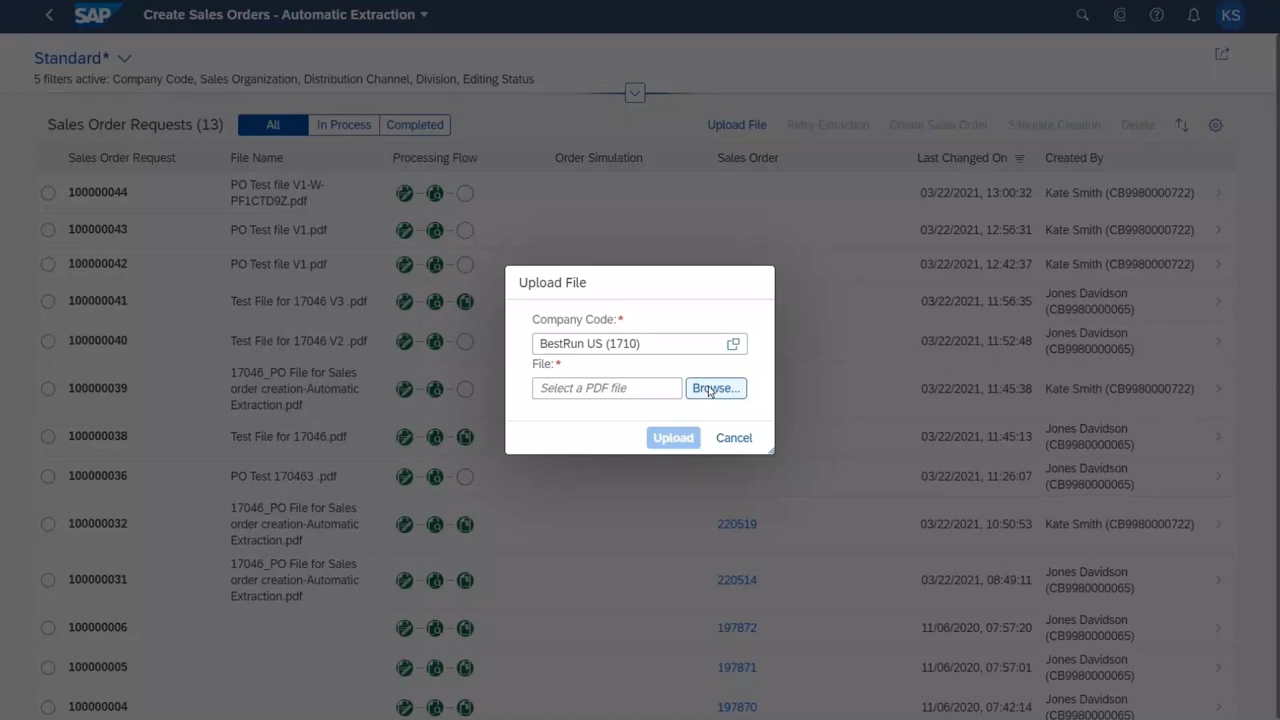 SAP Create Sales Orders - Automatic Extraction KS
Standard*
5 filters active: Company Code, Sales Organization, Distribution Channel, Division, Editing Status
Sales Order Requests (13) All In Process Completed Upload File Retry Extraction Create Sales Order Simulate Creation Delete
Sales Order Request File Name Processing Flow Order Simulation Sales Order Last Changed On Created By
100000044 PO Test file V1-W-PF1CTD9Z.pdf 03/22/2021, 13:00:32 Kate Smith (CB9980000722)
100000043 PO Test file V1.pdf 03/22/2021, 12:56:31 Kate Smith (CB9980000722)
100000042 PO Test file V1.pdf 03/22/2021, 12:42:37 Kate Smith (CB9980000722)
100000041 Test File for 17046 V3 .pdf 03/22/2021, 11:56:35 Jones Davidson (CB9980000065)
100000040 Test File for 17046 V2 .pdf 03/22/2021, 11:52:48 Jones Davidson (CB9980000065)
100000039 17046_PO File for Sales order creation-Automatic Extraction.pdf 03/22/2021, 11:45:38 Jones Davidson (CB9980000065)
100000038 Test File for 17046.pdf 03/22/2021, 11:45:13 Jones Davidson (CB9980000065)
100000036 PO Test 170463 .pdf 03/22/2021, 11:26:07 Jones Davidson (CB9980000065)
100000032 17046_PO File for Sales order creation-Automatic Extraction.pdf 220519 03/22/2021, 10:50:53 Kate Smith (CB9980000722)
100000031 17046_PO File for Sales order creation-Automatic Extraction.pdf 220514 03/22/2021, 08:49:11 Jones Davidson (CB9980000065)
100000006 197872 11/06/2020, 07:57:20 Jones Davidson (CB9980000065)
100000005 197871 11/06/2020, 07:57:01 Jones Davidson (CB9980000065)
100000004 197870 11/06/2020, 07:42:14 Jones Davidson (CB9980000065)
Upload File
Company Code:*
BestRun US (1710)
File:*
Select a PDF file Browse...
Upload Cancel